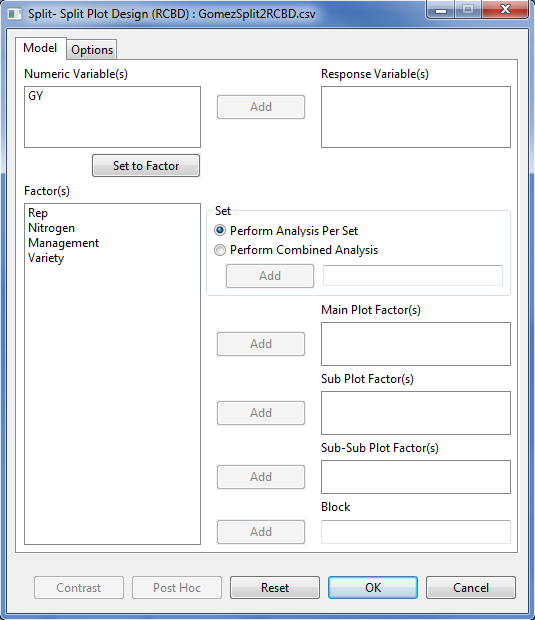 Split- Split Plot Design (RCBD) : GomezSplit2RCBD.csv
Model
Options
Numeric Variable(s)
Response Variable(s)
GY
Add
Set to Factor
Factor(s)
Rep
Nitrogen
Management
Variety
Set
Perform Analysis Per Set
Perform Combined Analysis
Add
Main Plot Factor(s)
Add
Sub Plot Factor(s)
Add
Sub-Sub Plot Factor(s)
Add
Block
Add
Contrast
Post Hoc
Reset
OK
Cancel